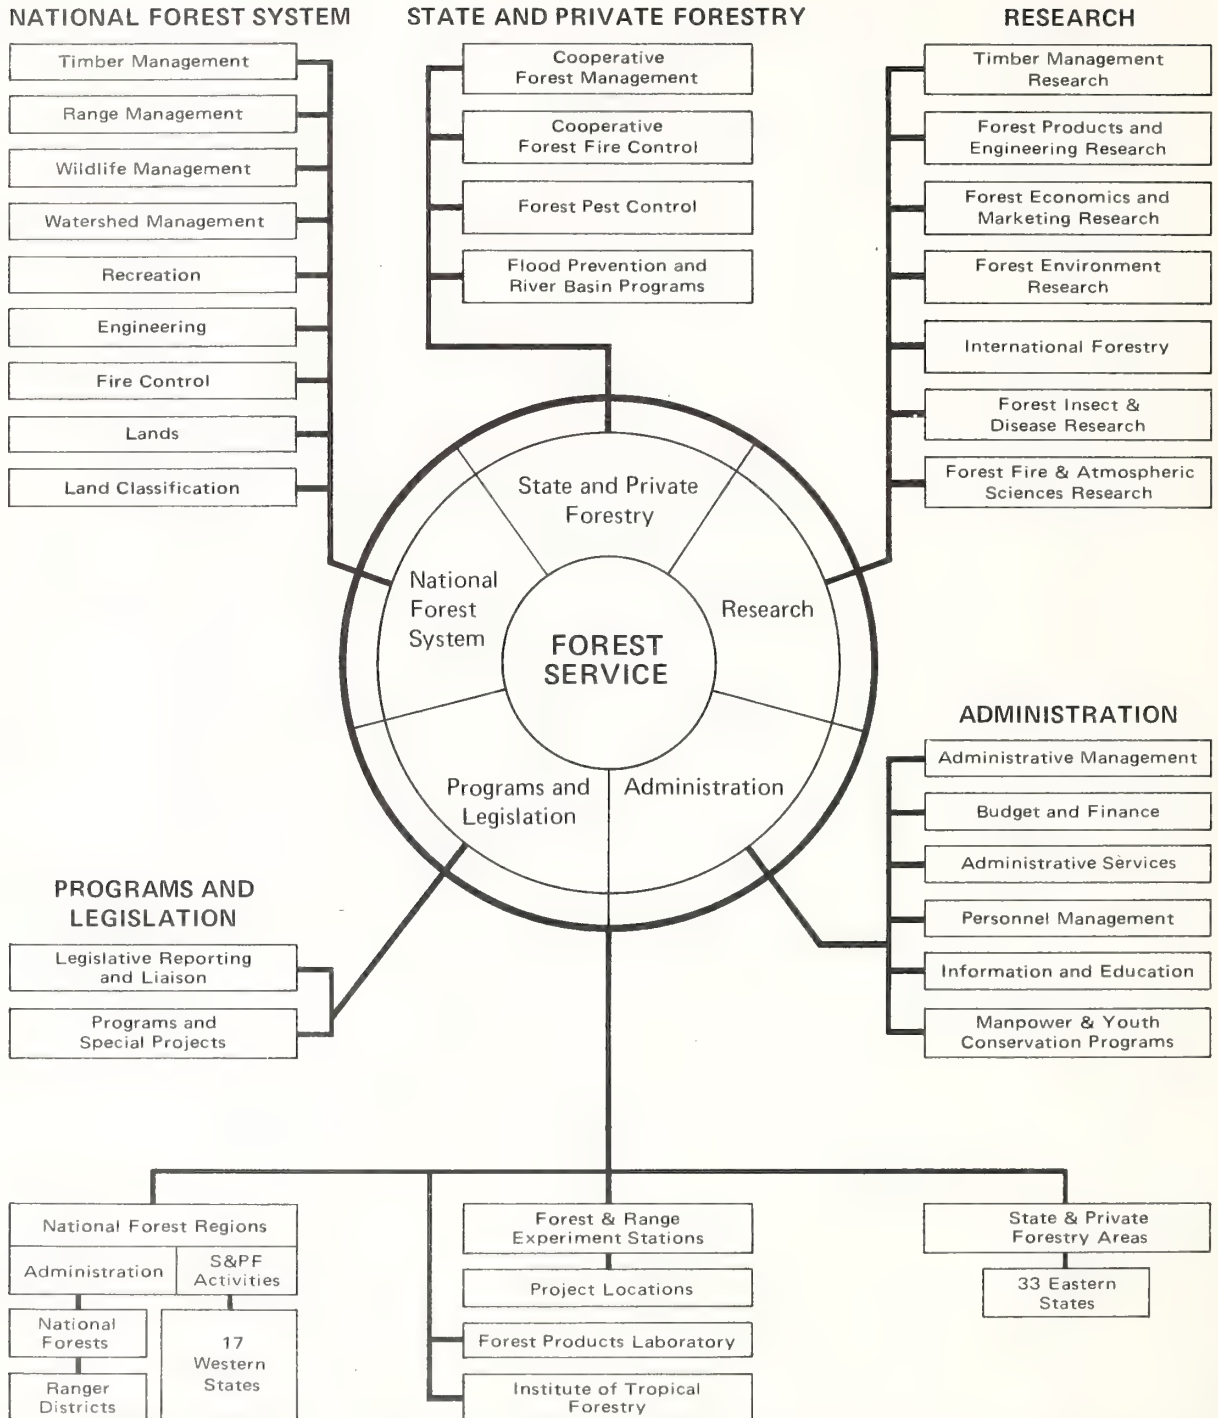 NATIONAL FOREST SYSTEM
Timber Management
Range Management
Wildlife Management
Watershed Management
Recreation
Engineering
Fire Control
Lands
Land Classification
STATE AND PRIVATE FORESTRY
Cooperative
Forest Management
Cooperative
Forest Fire Control
Forest Pest Control
Flood Prevention and
River Basin Programs
RESEARCH
Timber Management
Research
Forest Products and
Engineering Research
Forest Economics and
Marketing Research
Forest Environment
Research
International Forestry
Forest Insect &
Disease Research
Forest Fire & Atmospheric
Sciences Research
State and Private
Forestry
National
Forest
System
Research
FOREST
SERVICE
Programs and
Legislation
Administration
ADMINISTRATION
Administrative Management
Budget and Finance
Administrative Services
Personnel Management
Information and Education
Manpower & Youth
Conservation Programs
PROGRAMS AND
LEGISLATION
Legislative Reporting
and Liaison
Programs and
Special Projects
National Forest Regions
Administration
S&PF
Activities
National
Forests
Ranger
Districts
17
Western
States
Forest & Range
Experiment Stations
Project Locations
Forest Products Laboratory
Institute of Tropical
Forestry
State & Private
Forestry Areas
33 Eastern
States